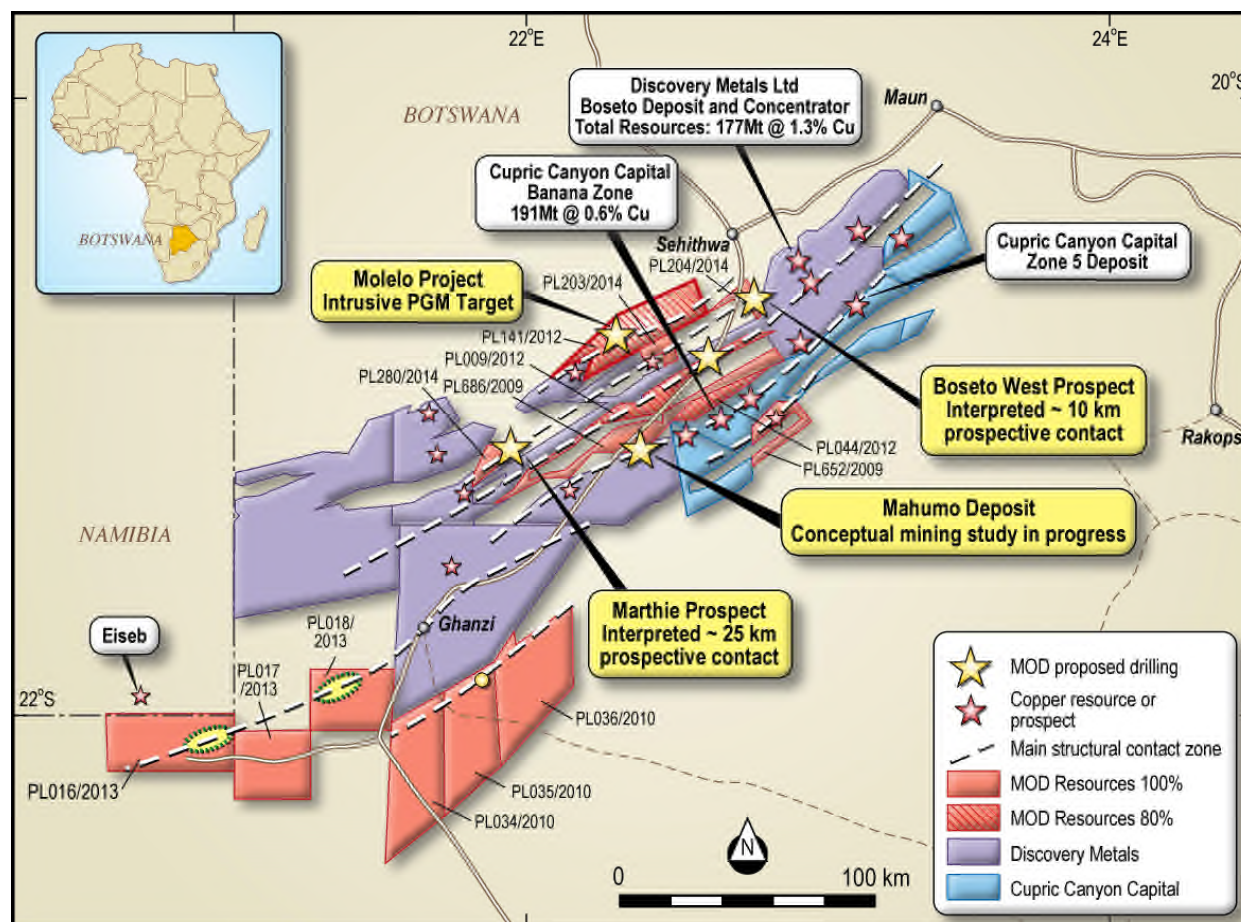 22°E
24°E
20°S
BOTSWANA
Discovery Metals Ltd
Boseto Deposit and Concentrator
Total Resources: 177Mt @ 1.3% Cu
Maun
Cupric Canyon Capital
Banana Zone
191Mt @ 0.6% Cu
BOTSWANA
Sehithwa
PL204/2014
Cupric Canyon Capital
Zone 5 Deposit
Molelo Project
Intrusive PGM Target
PL203/2014
PL141/2012
PL009/2012
PL280/2014
PL686/2009
Boseto West Prospect
Interpreted ~ 10 km
prospective contact
Rakops
PL044/2012
PL652/2009
Mahumo Deposit
Conceptual mining study in progress
NAMIBIA
Marthie Prospect
Interpreted ~ 25 km
prospective contact
Eiseb
PL018/
2013
Ghanzi
PL017
/2013
22°S
PL036/2010
PL016/2013
PL035/2010
PL034/2010
MOD proposed drilling
Copper resource or
prospect
Main structural contact zone
MOD Resources 100%
MOD Resources 80%
Discovery Metals
Cupric Canyon Capital
N
0
100 km